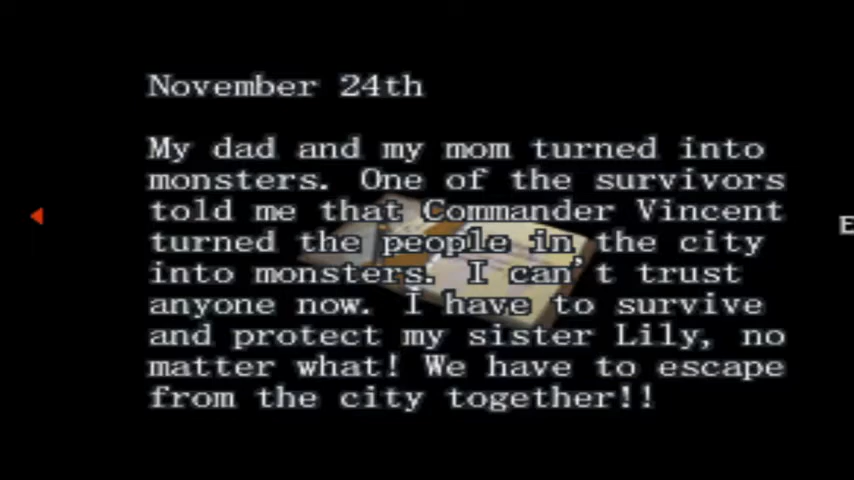 November 24th
My dad and my mom turned into
monsters. One of the survivors
told me that Commander Vincent
turned the people in the city
into monsters. I can't trust
anyone now. I have to survive
and protect my sister Lily, no
matter what! We have to escape
from the city together!!
E